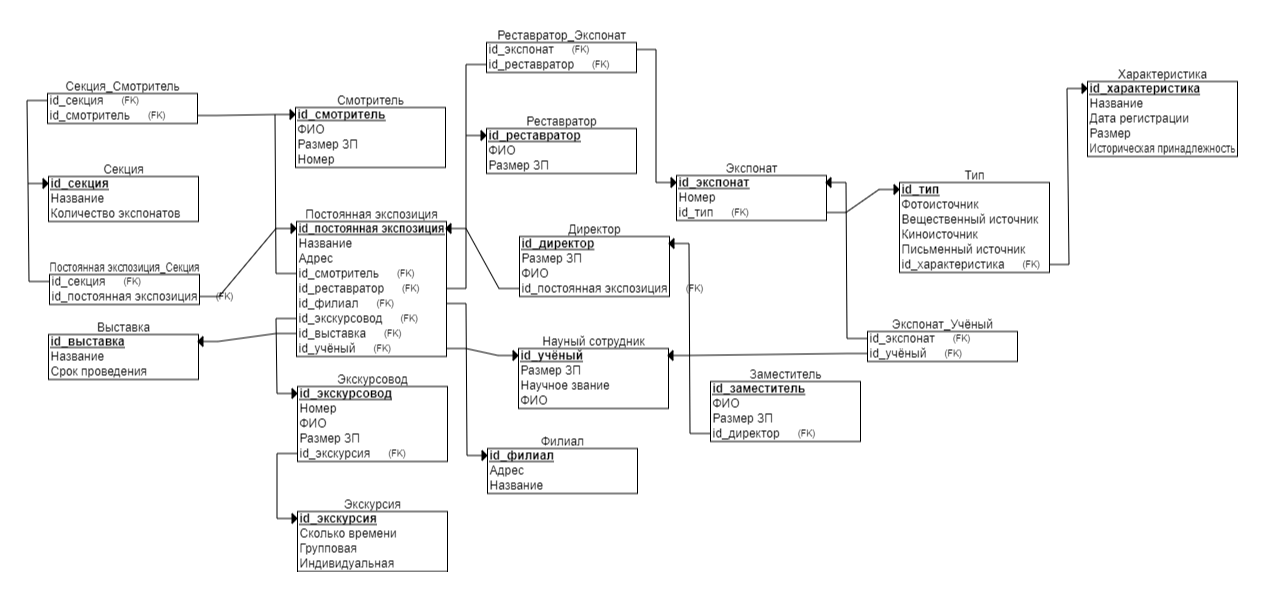 Реставратор_Экспонат
id_экспонат (FK)
id_реставратор (FK)
Секция_Смотритель
id_секция (FK)
id_смотритель (FK)
Смотритель
id_смотритель
ФИО
Размер ЗП
Номер
Реставратор
id_реставратор
ФИО
Размер ЗП
Характеристика
id_характеристика
Название
Дата регистрации
Размер
Историческая принадлежность
Секция
id_секция
Название
Количество экспонатов
Экспонат
id_экспонат
Номер
id_тип (FK)
Тип
id_тип
Фотоисточник
Вещественный источник
Киноисточник
Письменный источник
id_характеристика (FK)
Постоянная экспозиция
id_постоянная экспозиция
Название
Адрес
id_смотритель (FK)
id_реставратор (FK)
id_филиал (FK)
id_экскурсовод (FK)
id_выставка (FK)
id_учёный (FK)
Директор
id_директор
Размер ЗП
ФИО
id_постоянная экспозиция (FK)
Постоянная экспозиция_Секция
id_секция (FK)
id_постоянная экспозиция (FK)
Выставка
id_выставка
Название
Срок проведения
Науный сотрудник
id_учёный
Размер ЗП
Научное звание
ФИО
Экспонат_Учёный
id_экспонат (FK)
id_учёный (FK)
Заместитель
id_заместитель
ФИО
Размер ЗП
id_директор (FK)
Экскурсовод
id_экскурсовод
Номер
ФИО
Размер ЗП
id_экскурсия (FK)
Филиал
id_филиал
Адрес
Название
Экскурсия
id_экскурсия
Сколько времени
Групповая
Индивидуальная